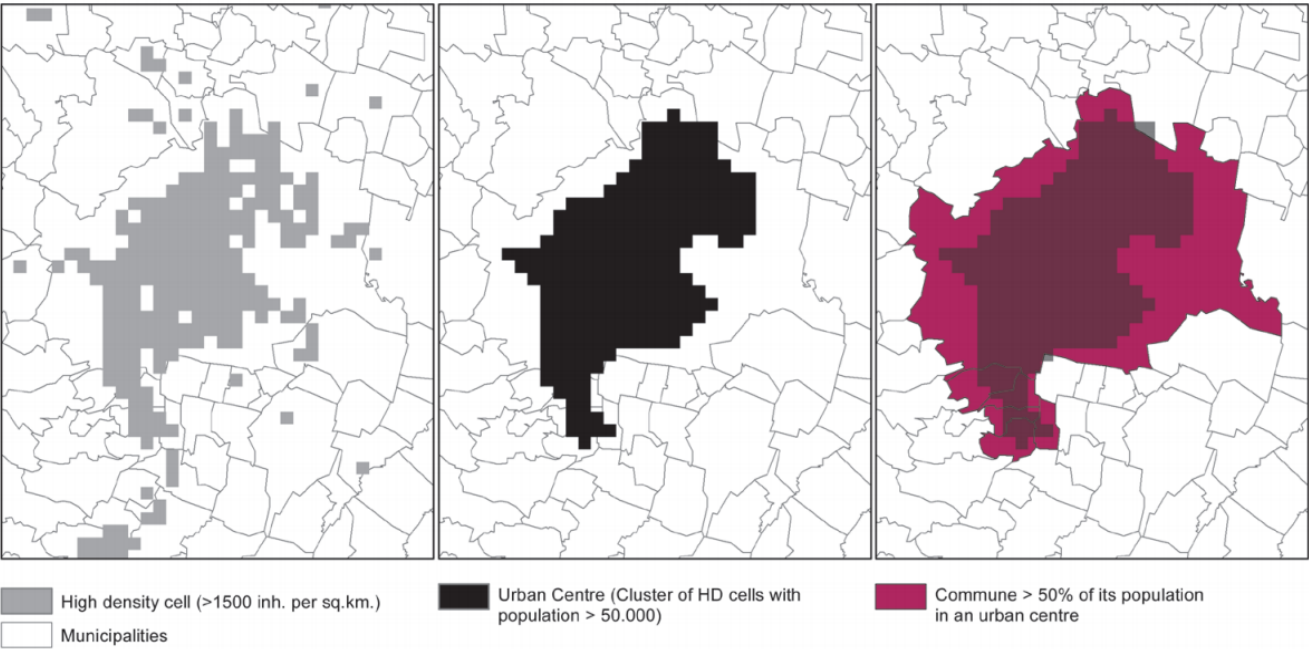 High density cell (>1500 inh. per sq.km.)
Municipalities
Urban Centre (Cluster of HD cells with
population > 50.000)
Commune > 50% of its population
in an urban centre